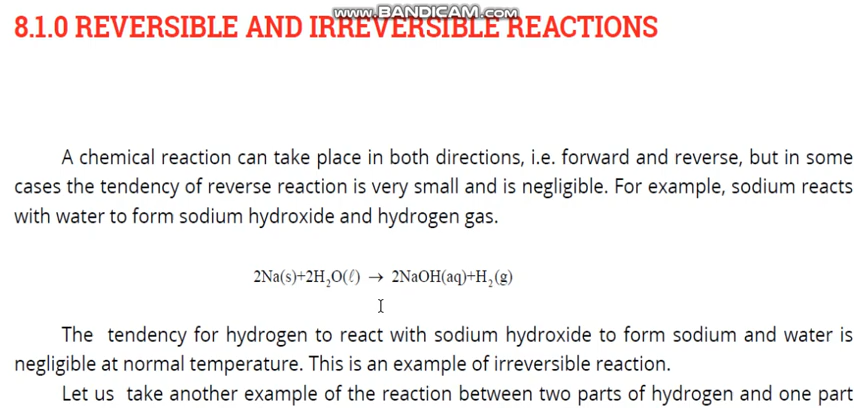 www.BANDICAM.com
8.1.0 REVERSIBLE AND IRREVERSIBLE REACTIONS
A chemical reaction can take place in both directions, i.e. forward and reverse, but in some
cases the tendency of reverse reaction is very small and is negligible. For example, sodium reacts
with water to form sodium hydroxide and hydrogen gas.
2Na(s)+2H₂O(ℓ) → 2NaOH(aq)+H₂(g)
The tendency for hydrogen to react with sodium hydroxide to form sodium and water is
negligible at normal temperature. This is an example of irreversible reaction.
Let us take another example of the reaction between two parts of hydrogen and one part